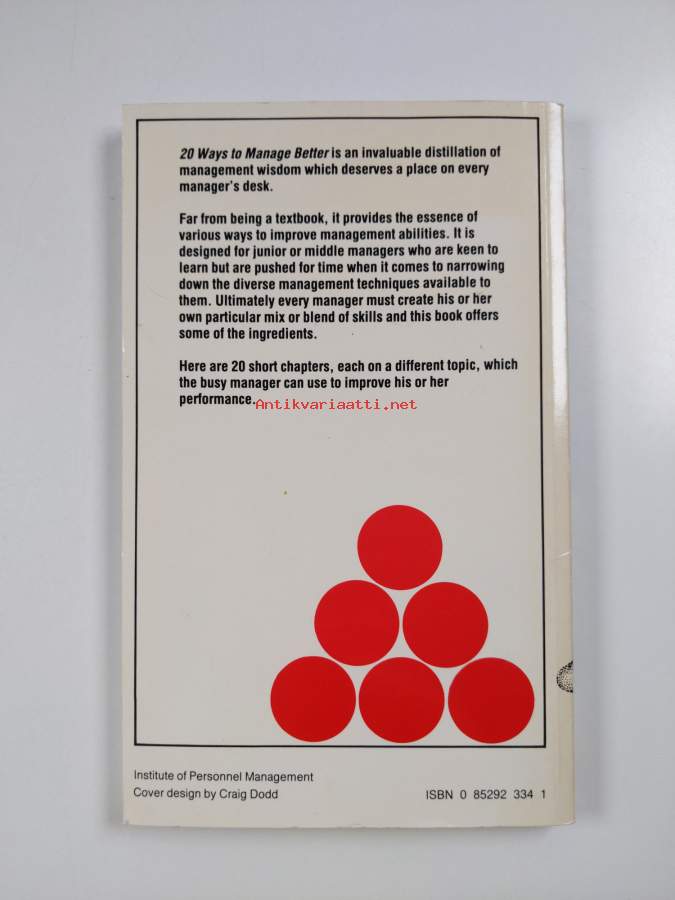 20 Ways to Manage Better is an invaluable distillation of
management wisdom which deserves a place on every
manager's desk.
Far from being a textbook, it provides the essence of
various ways to improve management abilities. It is
designed for junior or middle managers who are keen to
learn but are pushed for time when it comes to narrowing
down the diverse management techniques available to
them. Ultimately every manager must create his or her
own particular mix or blend of skills and this book offers
some of the ingredients.
Here are 20 short chapters, each on a different topic, which
the busy manager can use to improve his or her
performance.
Antikvariaatti.net
Institute of Personnel Management
Cover design by Craig Dodd
ISBN 0 85292 334 1